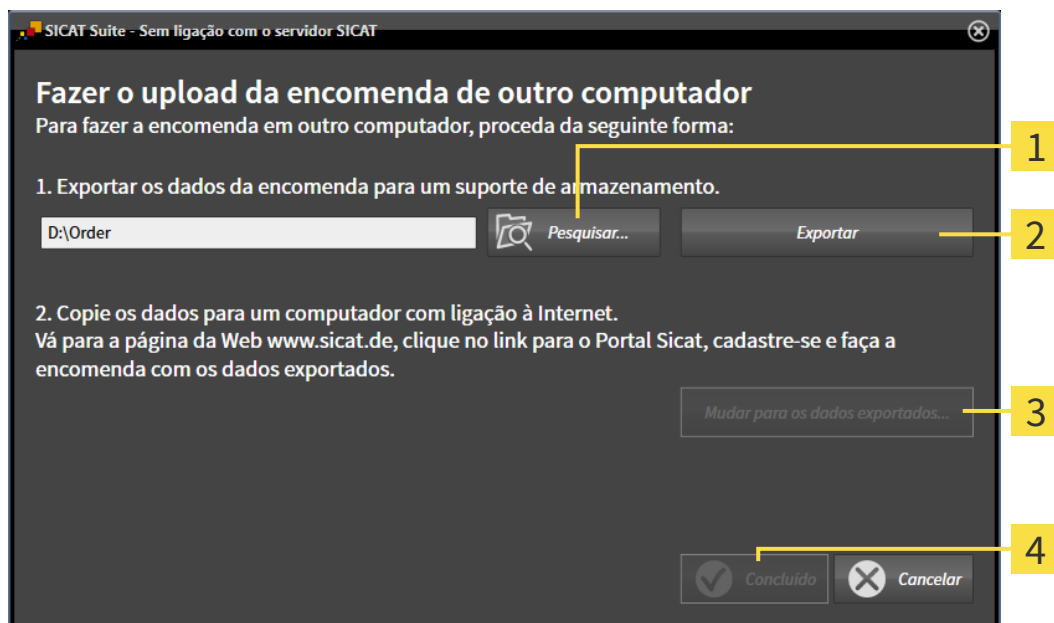 SICAT Suite - Sem ligação com o servidor SICAT
Fazer o upload da encomenda de outro computador
Para fazer a encomenda em outro computador, proceda da seguinte forma:
1
1. Exportar os dados da encomenda para um suporte de armazenamento.
D:\Order
Pesquisar...
Exportar
2
2. Copie os dados para um computador com ligação à Internet.
Vá para a página da Web www.sicat.de, clique no link para o Portal Sicat, cadastre-se e faça a
encomenda com os dados exportados.
Mudar para os dados exportados...
3
4
Concluído
Cancelar